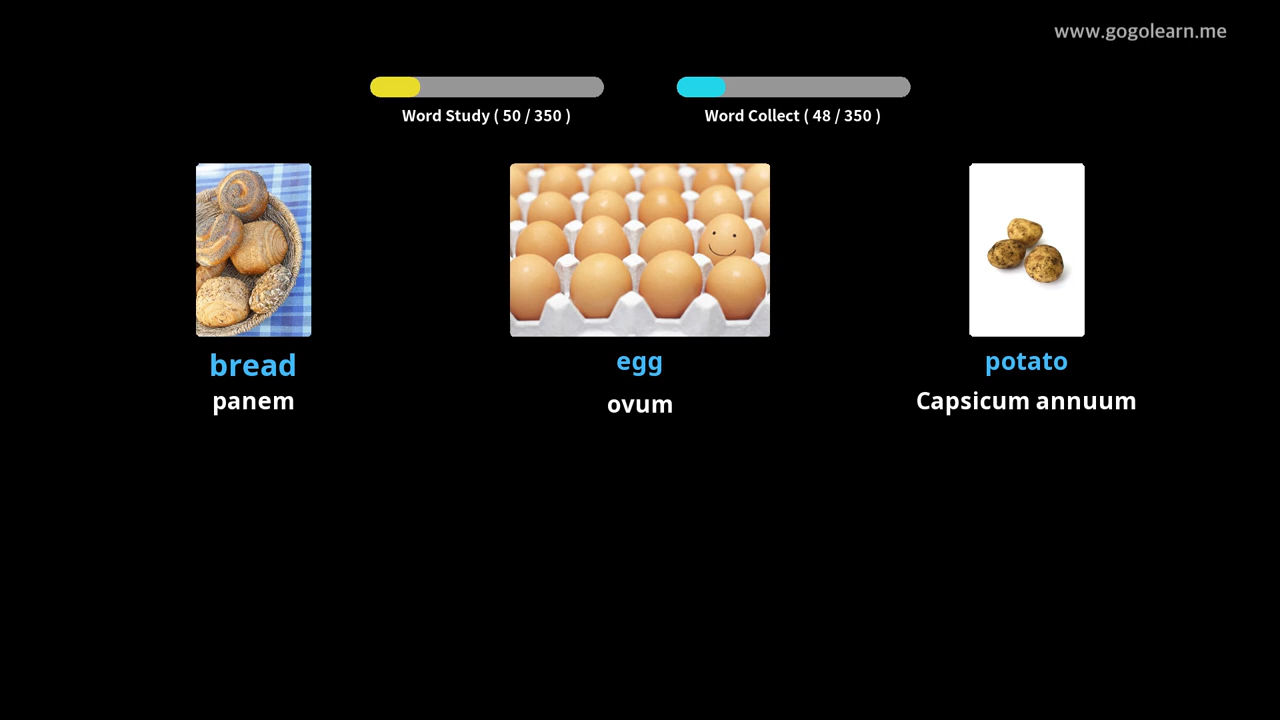 www.gogolearn.me
Word Study ( 50 / 350 )
Word Collect ( 48 / 350 )
bread
egg
potato
panem
ovum
Capsicum annuum